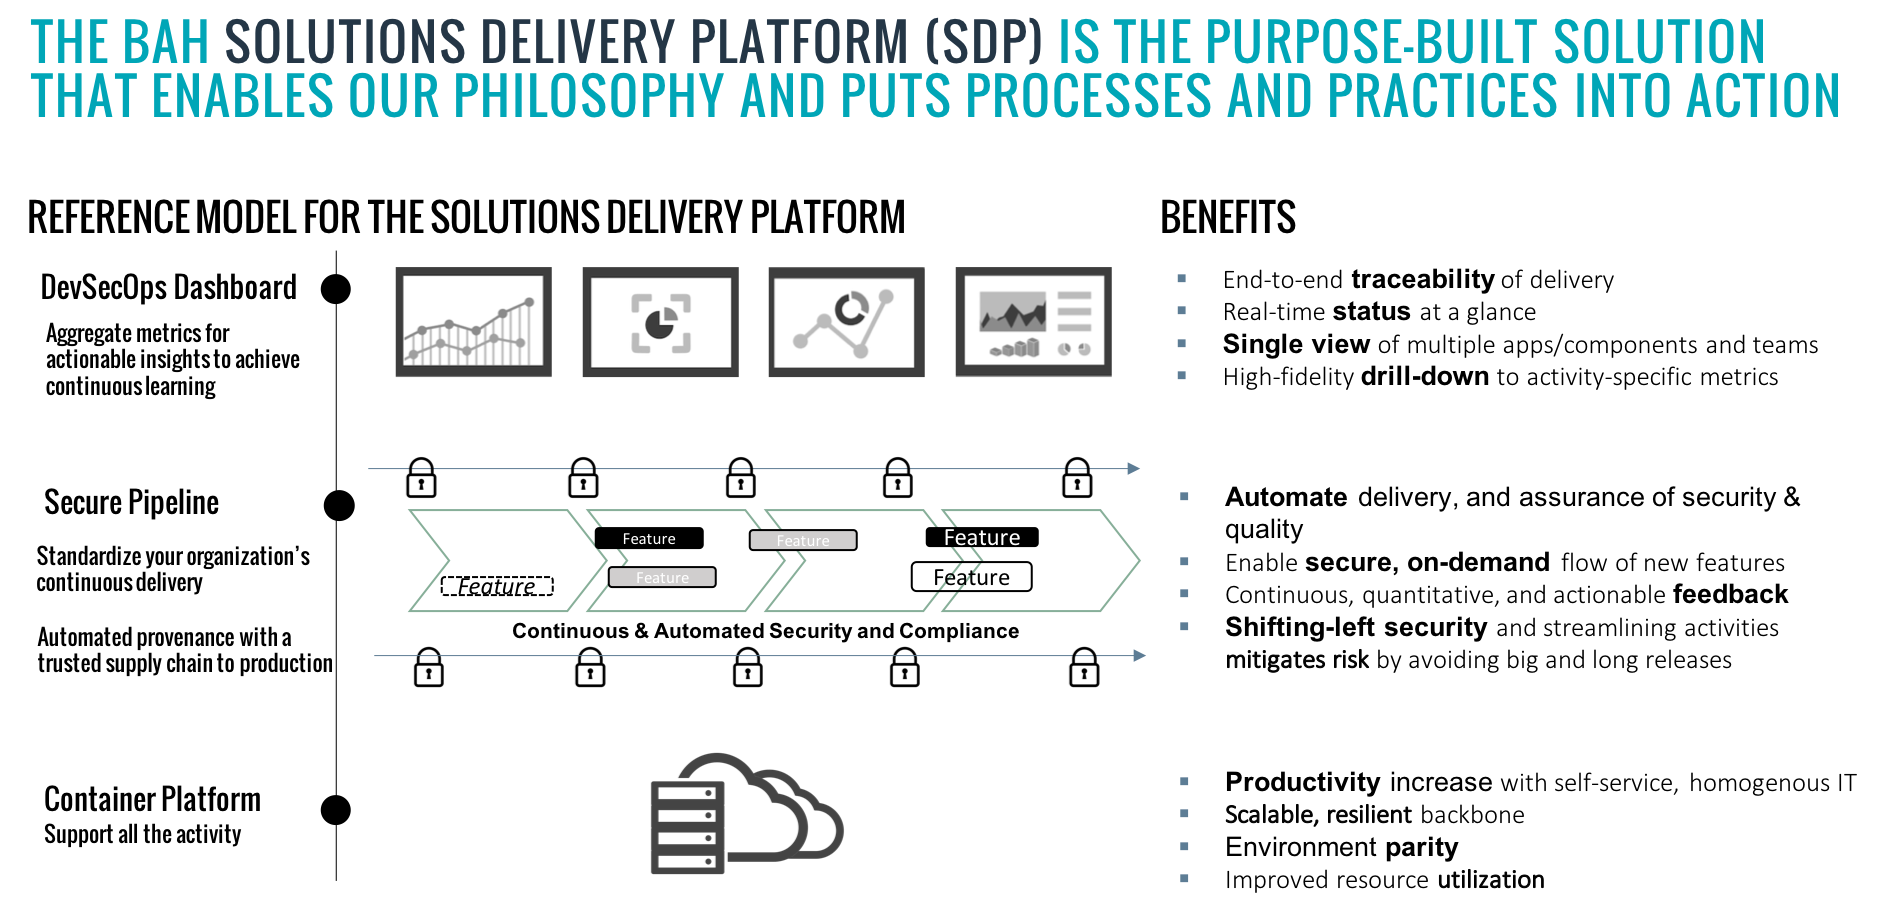 THE BAH SOLUTIONS DELIVERY PLATFORM (SDP) IS THE PURPOSE-BUILT SOLUTION
THAT ENABLES OUR PHILOSOPHY AND PUTS PROCESSES AND PRACTICES INTO ACTION
REFERENCE MODEL FOR THE SOLUTIONS DELIVERY PLATFORM
DevSecOps Dashboard
Aggregate metrics for
actionable insights to achieve
continuous learning
Secure Pipeline
Standardize your organization's
continuous delivery
Automated provenance with a
trusted supply chain to production
Feature
Feature
Feature
Feature
Feature
Feature
Continuous & Automated Security and Compliance
Container Platform
Support all the activity
BENEFITS
▪ End-to-end traceability of delivery
▪ Real-time status at a glance
▪ Single view of multiple apps/components and teams
▪ High-fidelity drill-down to activity-specific metrics
▪ Automate delivery, and assurance of security &
quality
▪ Enable secure, on-demand flow of new features
▪ Continuous, quantitative, and actionable feedback
▪ Shifting-left security and streamlining activities
mitigates risk by avoiding big and long releases
▪ Productivity increase with self-service, homogenous IT
▪ Scalable, resilient backbone
▪ Environment parity
▪ Improved resource utilization